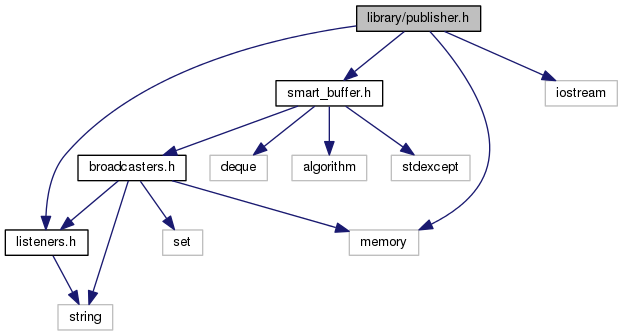 library/publisher.h
smart_buffer.h
iostream
broadcasters.h
deque
algorithm
stdexcept
listeners.h
set
memory
string